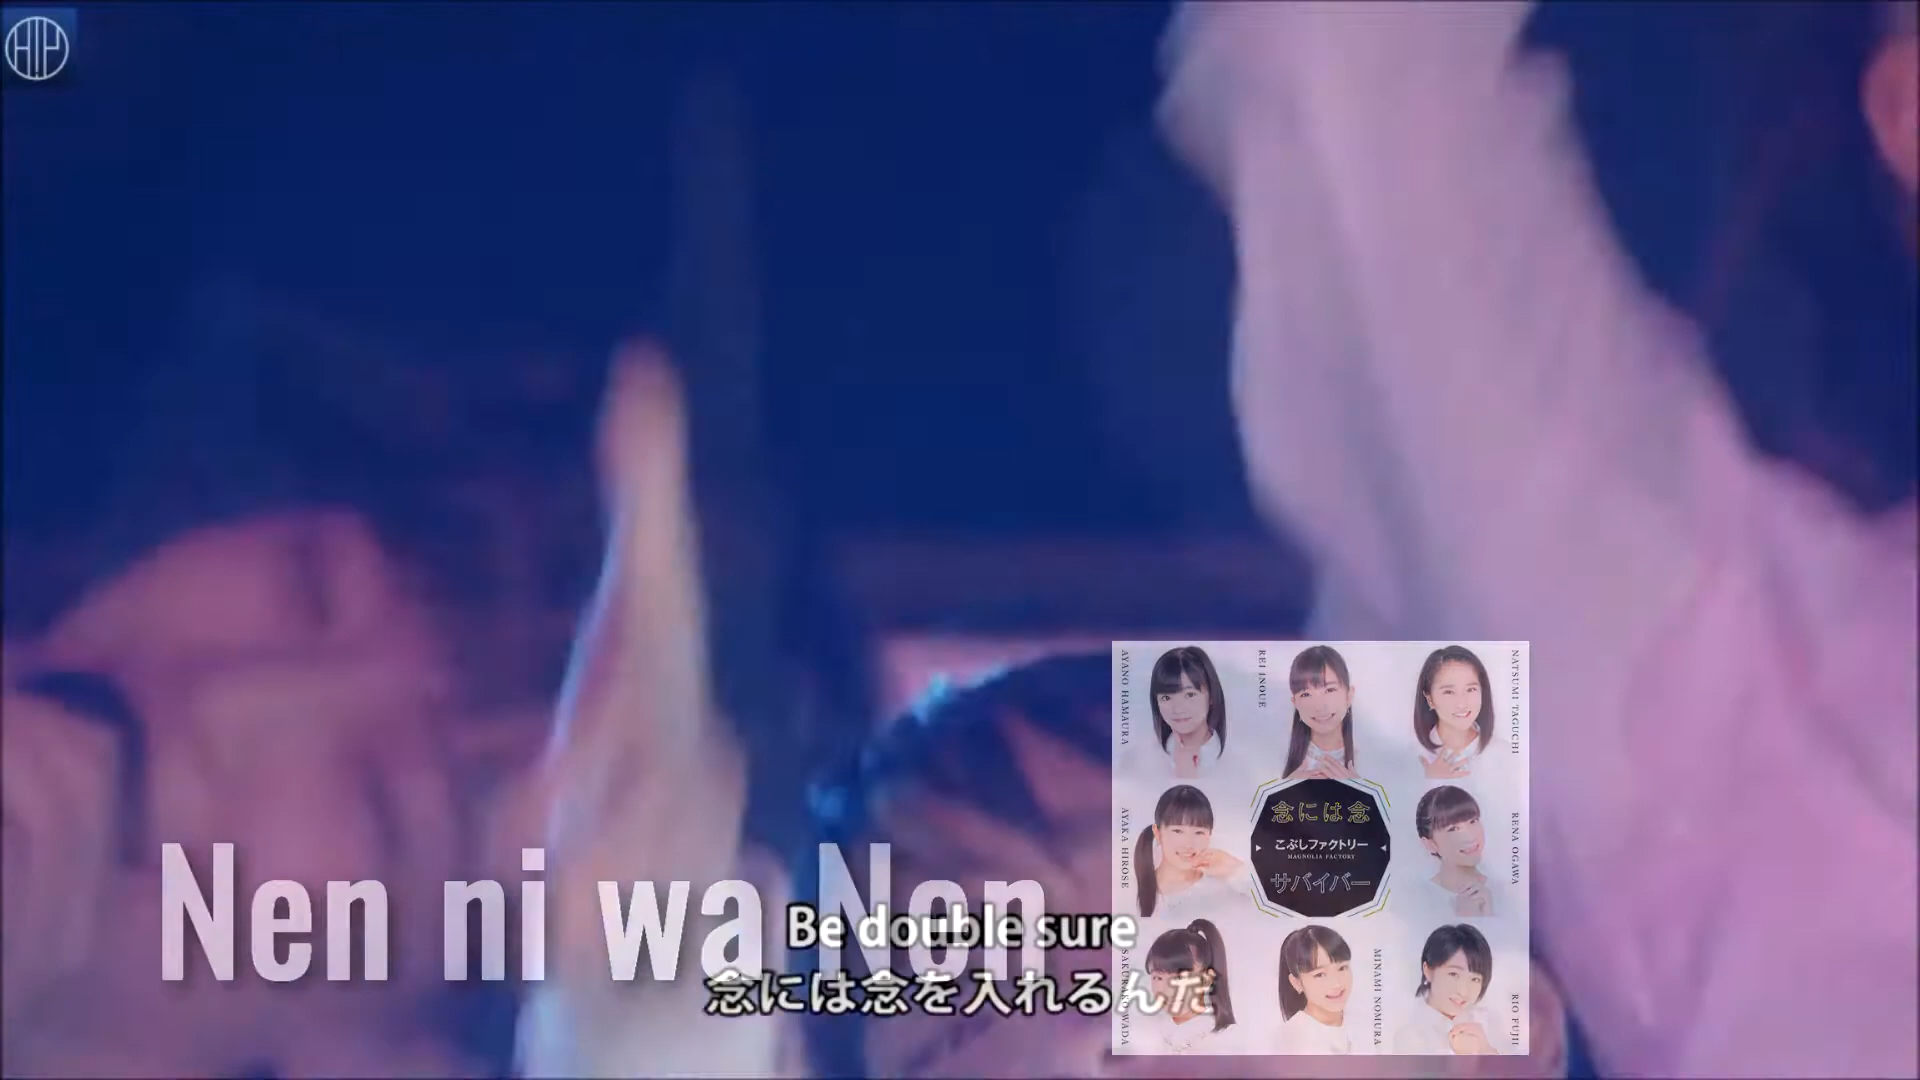 H!P
Nen ni wa Nen
Be double sure
念には念を入れるんだ
AYANO HAMAURA
REI INOUE
NATSUMI TAGUCHI
AYAKA HIROSE
念には念
こぶしファクトリー
MAGNOLIA FACTORY
サバイバー
RENA OGAWA
SAKURAKO WADA
MINAMI NOMURA
RIO FUJII